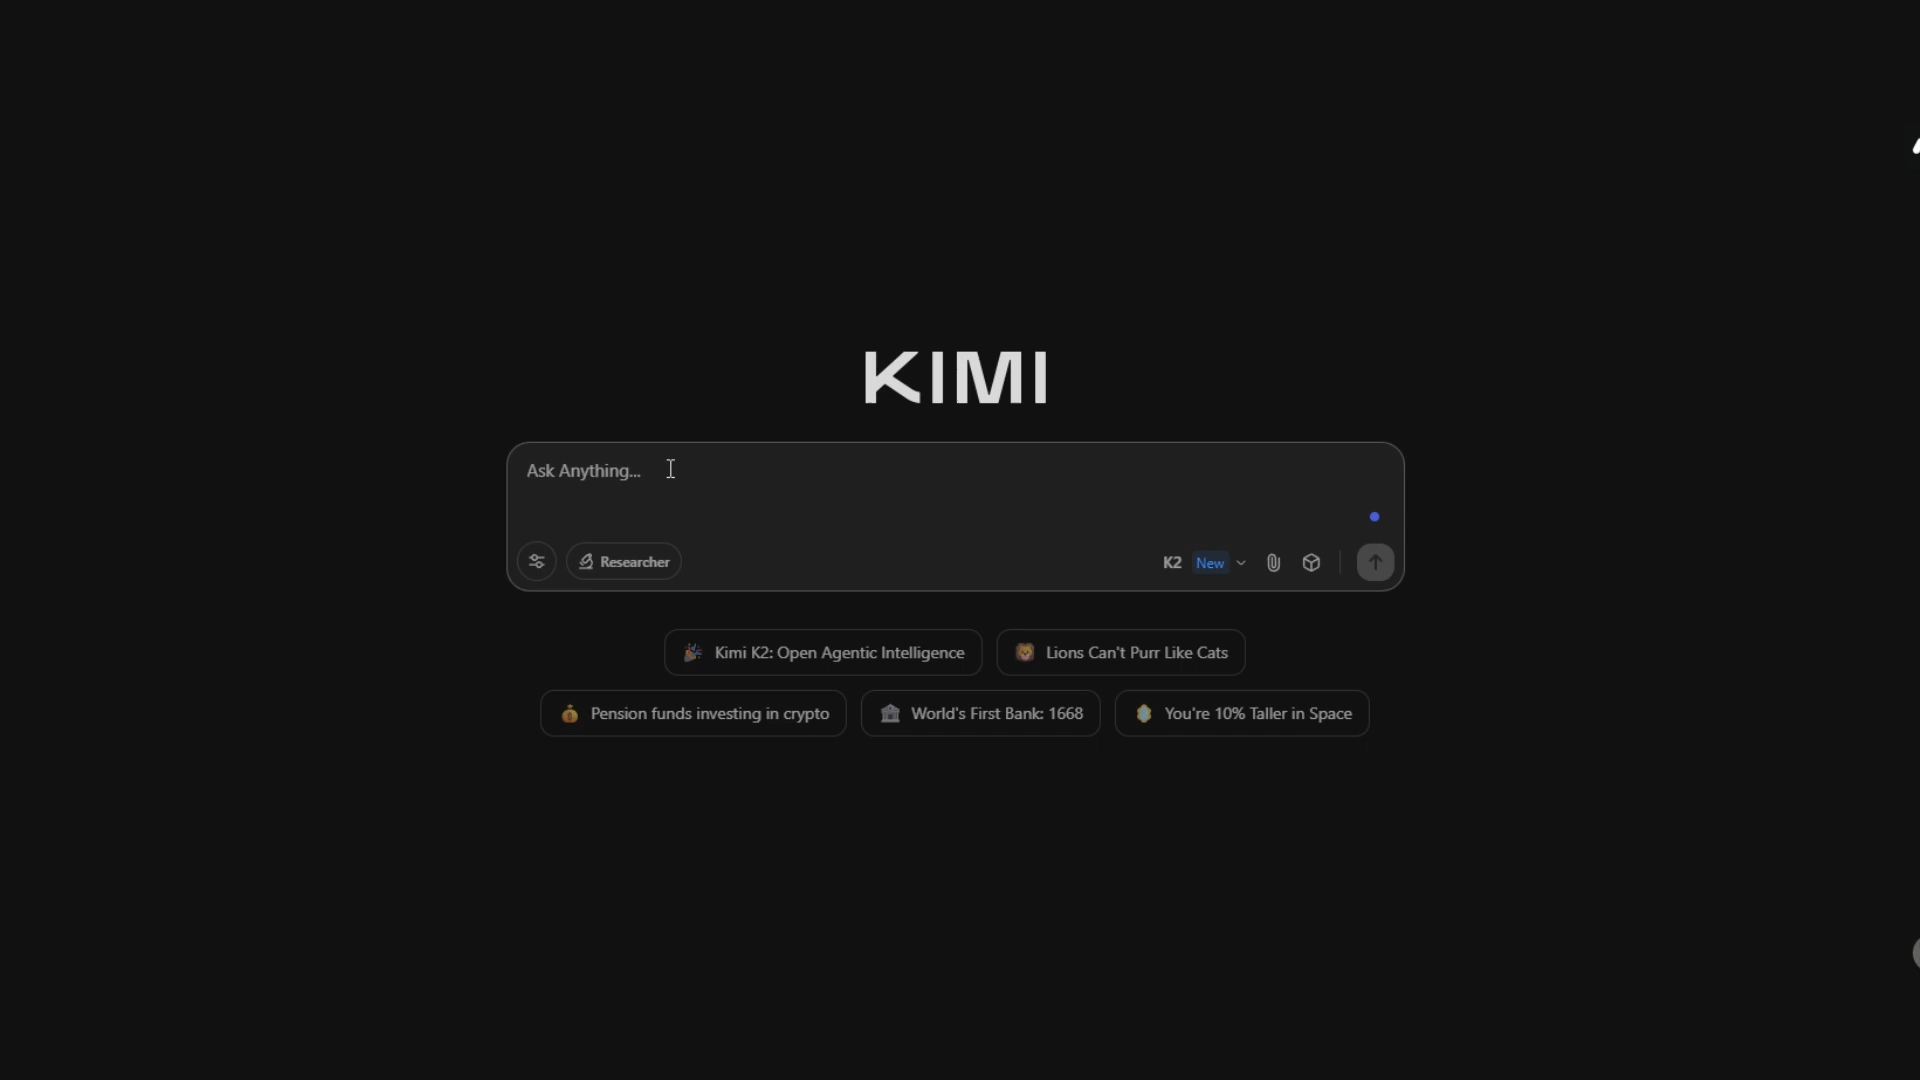 KIMI
Ask Anything...
Researcher
K2 New
Kimi K2: Open Agentic Intelligence
Lions Can't Purr Like Cats
Pension funds investing in crypto
World's First Bank: 1668
You're 10% Taller in Space